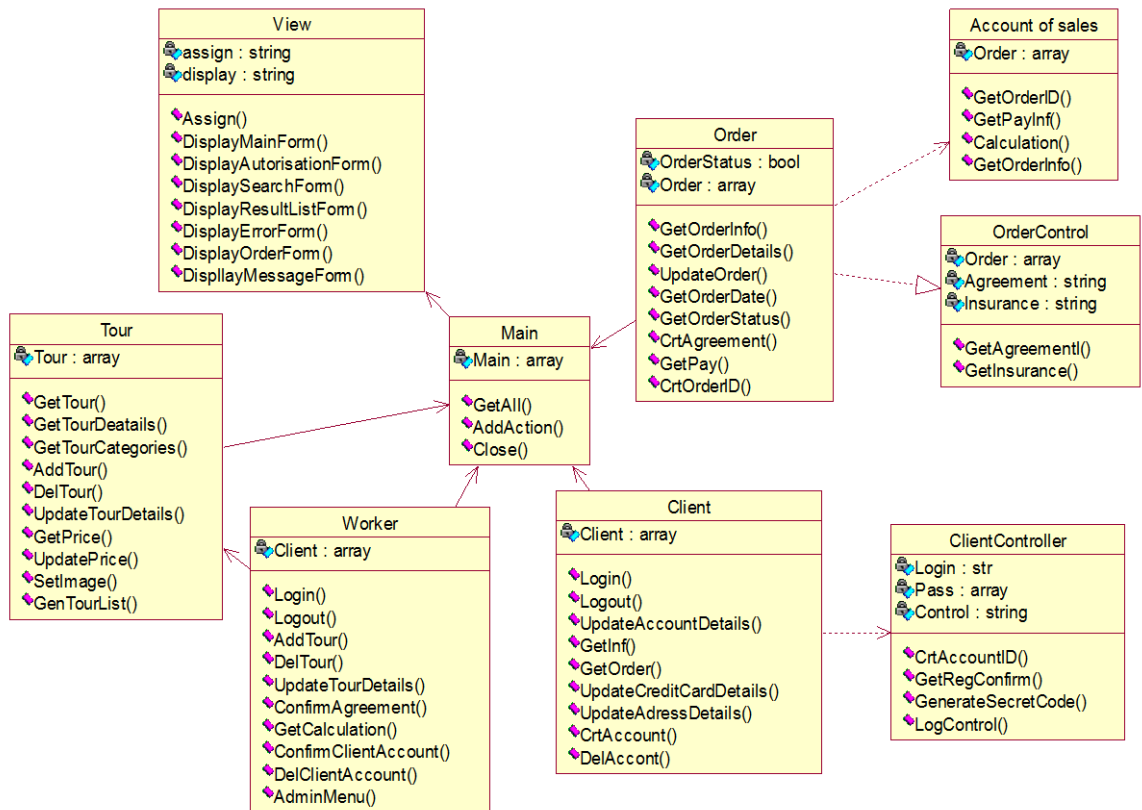 View
assign : string
display : string
Assign()
DisplayMainForm()
DisplayAutorisationForm()
DisplaySearchForm()
DisplayResultListForm()
DisplayErrorForm()
DisplayOrderForm()
DispllayMessageForm()
Account of sales
Order : array
GetOrderID()
GetPayInf()
Calculation()
GetOrderInfo()
Order
OrderStatus : bool
Order : array
GetOrderInfo()
GetOrderDetails()
UpdateOrder()
GetOrderDate()
GetOrderStatus()
CrtAgreement()
GetPay()
CrtOrderID()
OrderControl
Order : array
Agreement : string
Insurance : string
GetAgreementl()
GetInsurance()
Tour
Tour : array
GetTour()
GetTourDeatails()
GetTourCategories()
AddTour()
DelTour()
UpdateTourDetails()
GetPrice()
UpdatePrice()
SetImage()
GenTourList()
Main
Main : array
GetAll()
AddAction()
Close()
Worker
Client : array
Login()
Logout()
AddTour()
DelTour()
UpdateTourDetails()
ConfirmAgreement()
GetCalculation()
ConfirmClientAccount()
DelClientAccount()
AdminMenu()
Client
Client : array
Login()
Logout()
UpdateAccountDetails()
GetInf()
GetOrder()
UpdateCreditCardDetails()
UpdateAdressDetails()
CrtAccount()
DelAccont()
ClientController
Login : str
Pass : array
Control : string
CrtAccountID()
GetRegConfirm()
GenerateSecretCode()
LogControl()